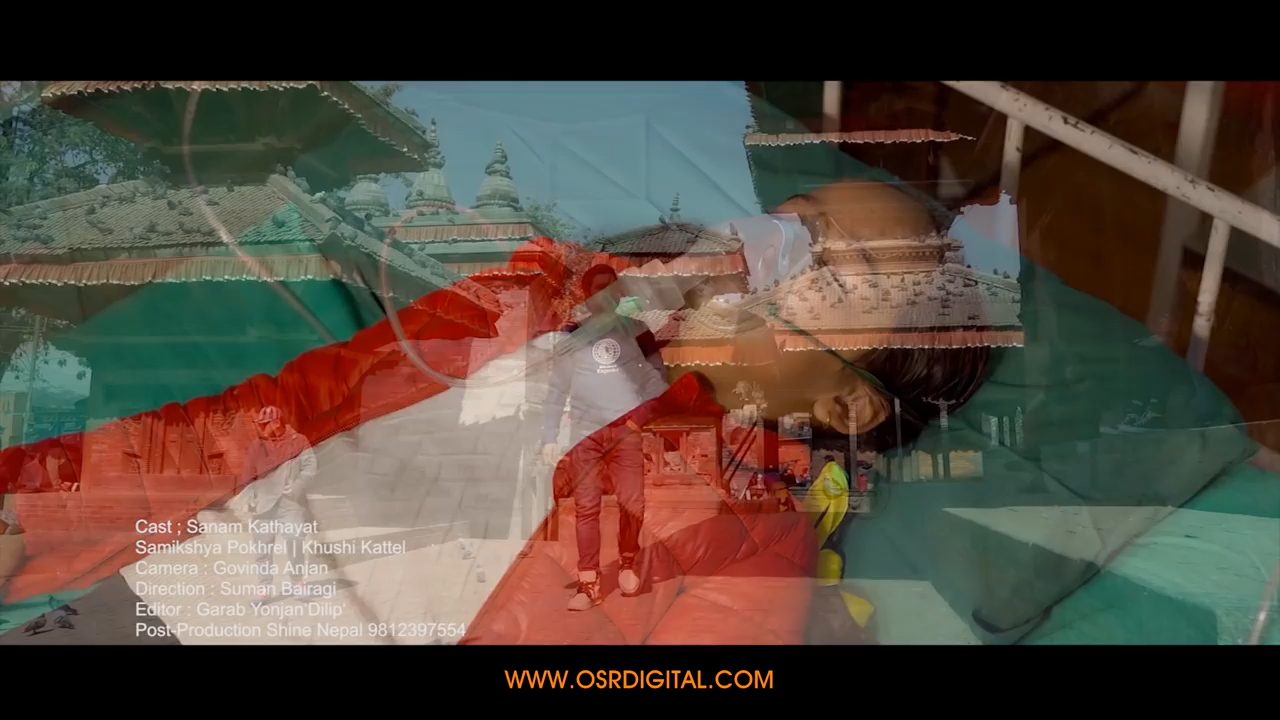 Cast ; Sanam Kathayat
Samikshya Pokhrel | Khushi Kattel
Camera : Govinda Anjan
Direction : Suman Bairagi
Editor : Garab Yonjan'Dilip'
Post-Production Shine Nepal 9812397554
WWW.OSRDIGITAL.COM